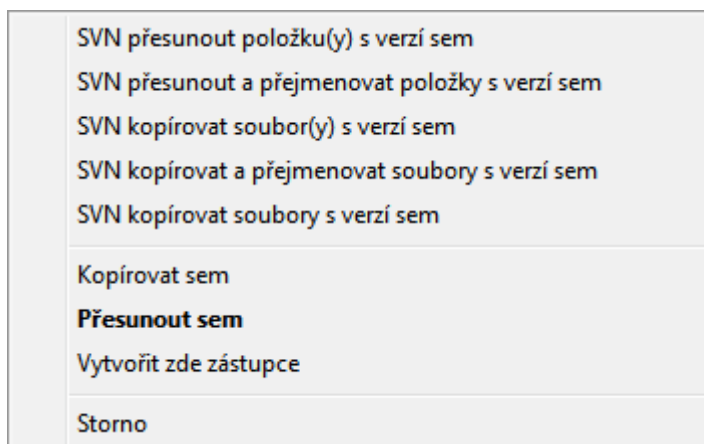 SVN přesunout položku(y) s verzí sem
SVN přesunout a přejmenovat položky s verzí sem
SVN kopírovat soubor(y) s verzí sem
SVN kopírovat a přejmenovat soubory s verzí sem
SVN kopírovat soubory s verzí sem
Kopírovat sem
Přesunout sem
Vytvořit zde zástupce
Storno